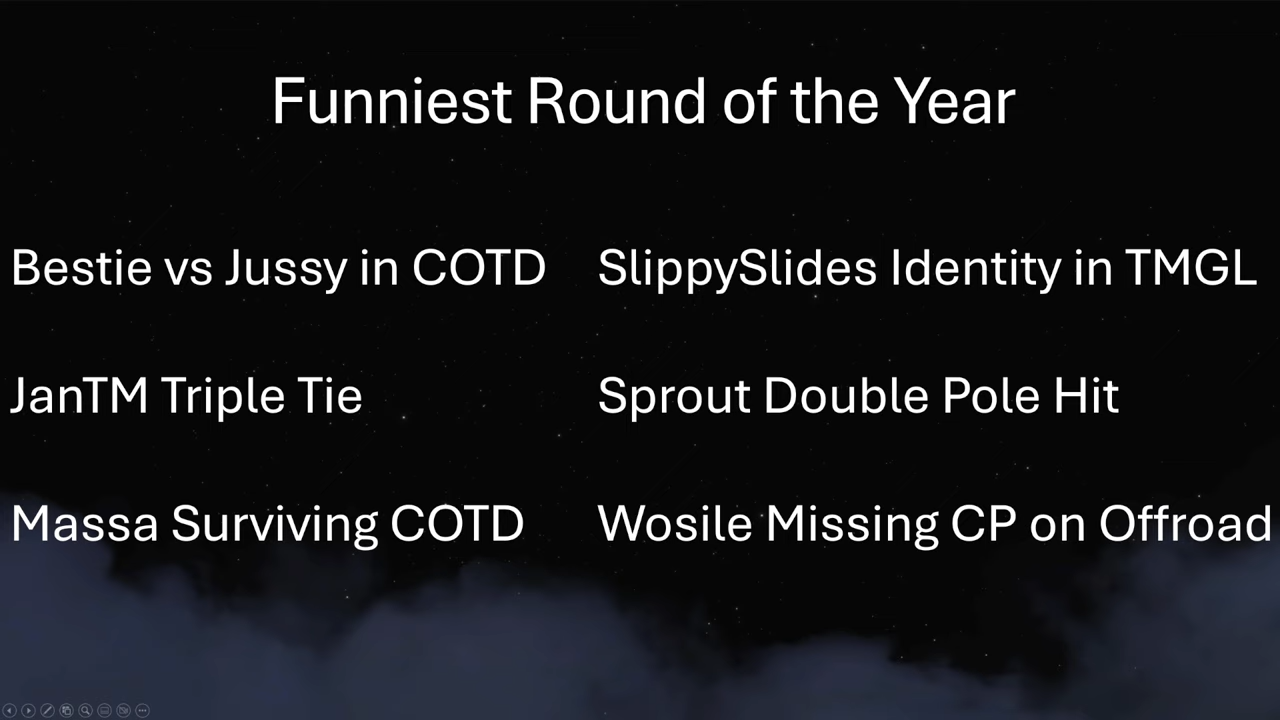 Funniest Round of the Year
Bestie vs Jussy in COTD
SlippySlides Identity in TMGL
JanTM Triple Tie
Sprout Double Pole Hit
Massa Surviving COTD
Wosile Missing CP on Offroad